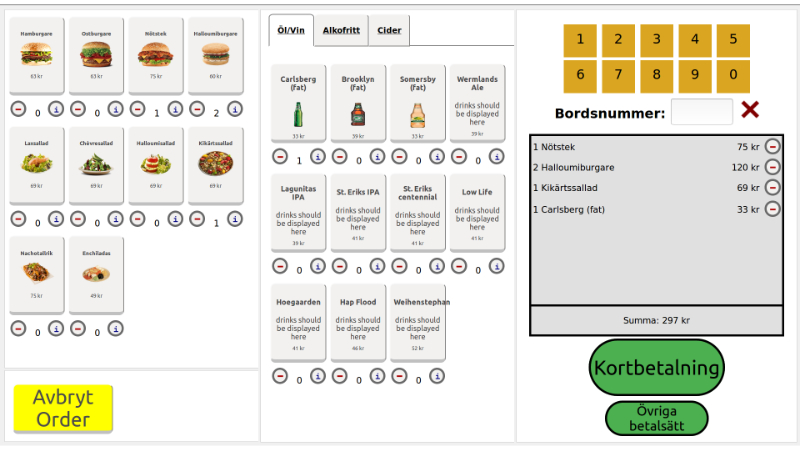 Hamburgare
63 kr
0 i
Ostburgare
63 kr
0 i
Nötstek
75 kr
1 i
Halloumiburgare
60 kr
2 i
Laxsallad
69 kr
0 i
Chèvresallad
69 kr
0 i
Halloumisallad
69 kr
0 i
Kikärtssallad
69 kr
1 i
Nachotallrik
75 kr
0 i
Enchiladas
49 kr
0 i
Avbryt
Order
Öl/Vin
Alkofritt
Cider
Carlsberg
(fat)
33 kr
1 i
Brooklyn
(fat)
39 kr
0 i
Somersby
(fat)
33 kr
0 i
Wermlands
Ale
drinks should
be displayed
here
39 kr
0 i
Lagunitas
IPA
drinks should
be displayed
here
39 kr
0 i
St. Eriks IPA
drinks should
be displayed
here
41 kr
0 i
St. Eriks
centennial
drinks should
be displayed
here
41 kr
0 i
Low Life
drinks should
be displayed
here
41 kr
0 i
Hoegaarden
drinks should
be displayed
here
41 kr
0 i
Hap Flood
drinks should
be displayed
here
46 kr
0 i
Weihenstephan
drinks should
be displayed
here
52 kr
0 i
1 2 3 4 5
6 7 8 9 0
Bordsnummer:
1 Nötstek 75 kr
2 Halloumiburgare 120 kr
1 Kikärtssallad 69 kr
1 Carlsberg (fat) 33 kr
Summa: 297 kr
Kortbetalning
Övriga
betalsätt